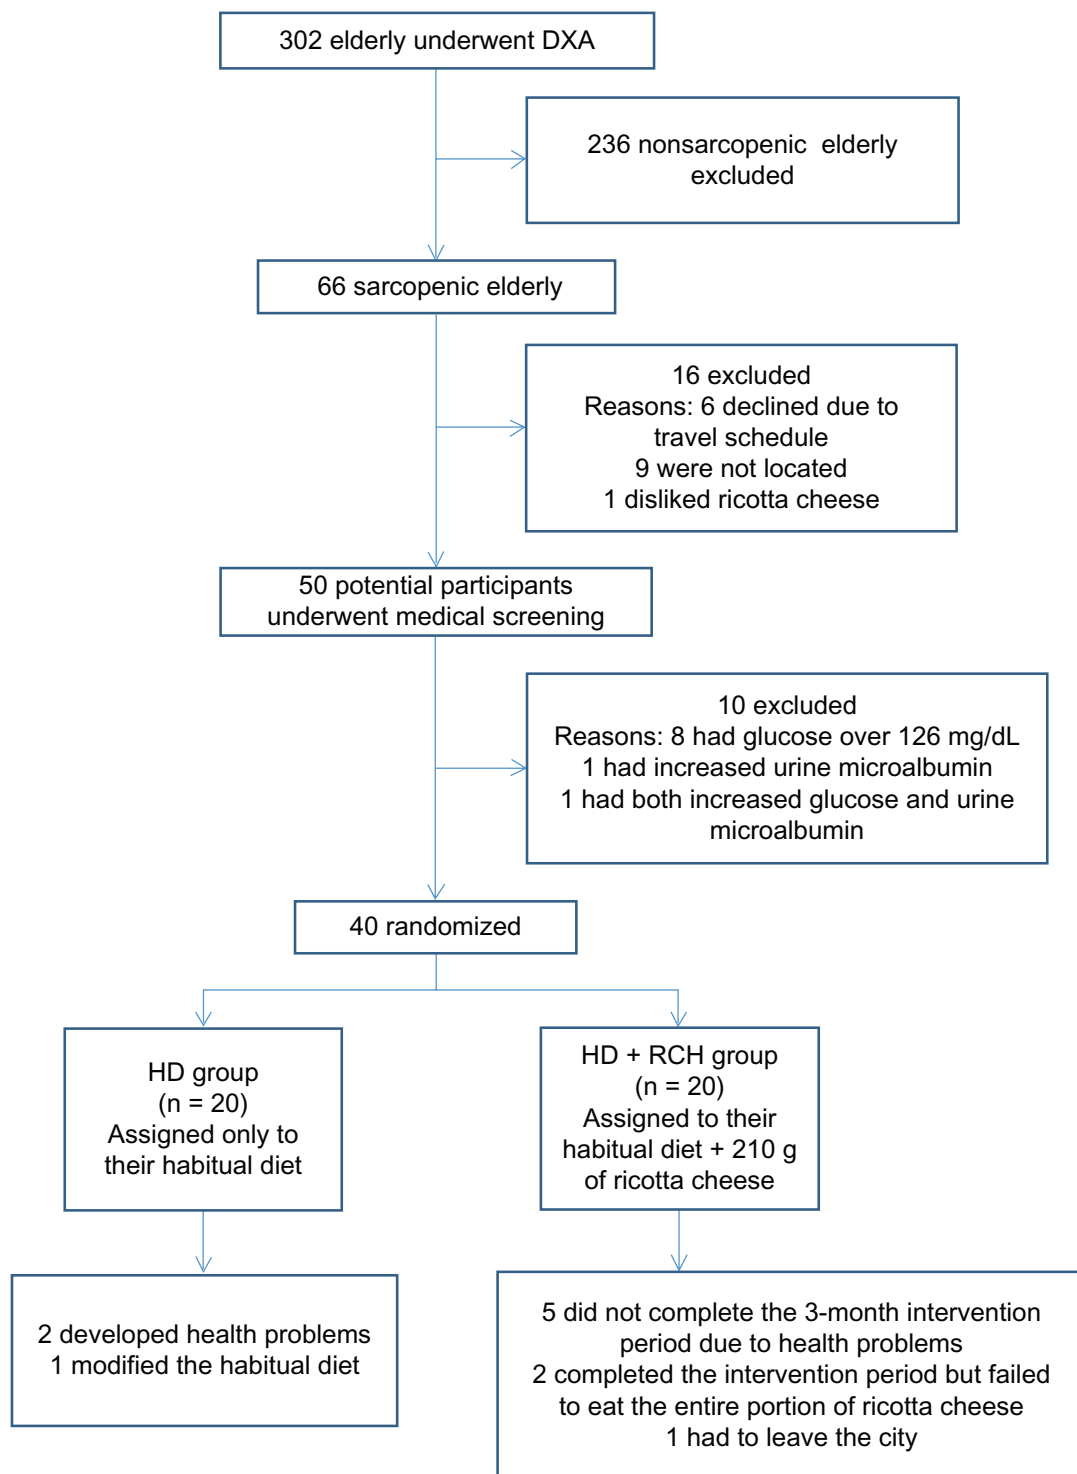 302 elderly underwent DXA
236 nonsarcopenic elderly
excluded
66 sarcopenic elderly
16 excluded
Reasons: 6 declined due to
travel schedule
9 were not located
1 disliked ricotta cheese
50 potential participants
underwent medical screening
10 excluded
Reasons: 8 had glucose over 126 mg/dL
1 had increased urine microalbumin
1 had both increased glucose and urine
microalbumin
40 randomized
HD group
(n = 20)
Assigned only to
their habitual diet
HD + RCH group
(n = 20)
Assigned to their
habitual diet + 210 g
of ricotta cheese
2 developed health problems
1 modified the habitual diet
5 did not complete the 3-month intervention
period due to health problems
2 completed the intervention period but failed
to eat the entire portion of ricotta cheese
1 had to leave the city